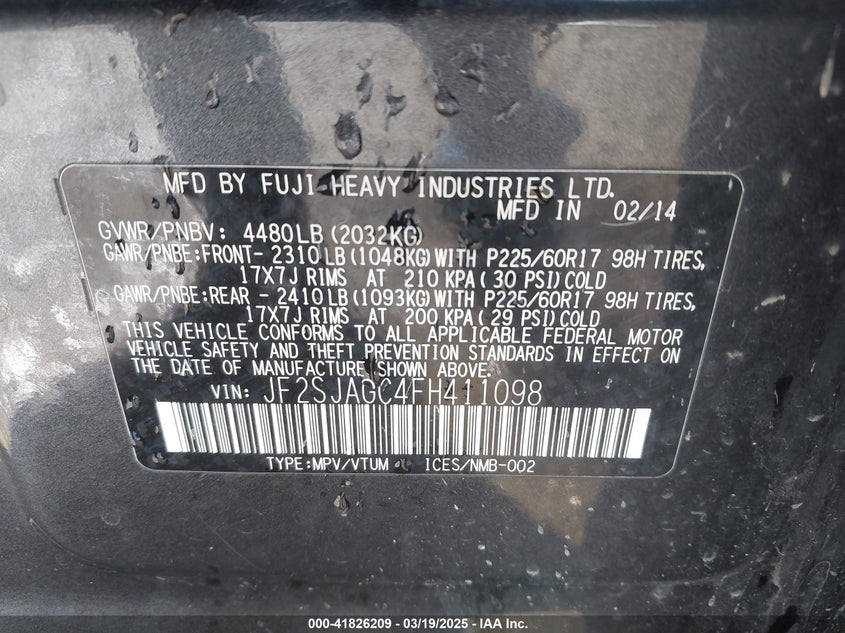 MFD BY FUJI HEAVY INDUSTRIES LTD.
MFD IN 02/14
GVWR/PNBV: 4480LB(2032KG)
GAWR/PNBE:FRONT- 2310LB(1048KG)WITH P225/60R17 98H TIRES,
17X7J RIMS AT 210 KPA(30 PSI)COLD
GAWR/PNBE:REAR - 2410LB(1093KG)WITH P225/60R17 98H TIRES,
17X7J RIMS AT 200 KPA(29 PSI)COLD
THIS VEHICLE CONFORMS TO ALL APPLICABLE FEDERAL MOTOR
VEHICLE SAFETY AND THEFT PREVENTION STANDARDS IN EFFECT ON
THE DATE OF MANUFACTURE SHOWN ABOVE.
VIN: JF2SJAGC4FH411098
TYPE:MPV/VTUM ICES/NMB-002
000-41826209 - 03/19/2025 - IAA Inc.